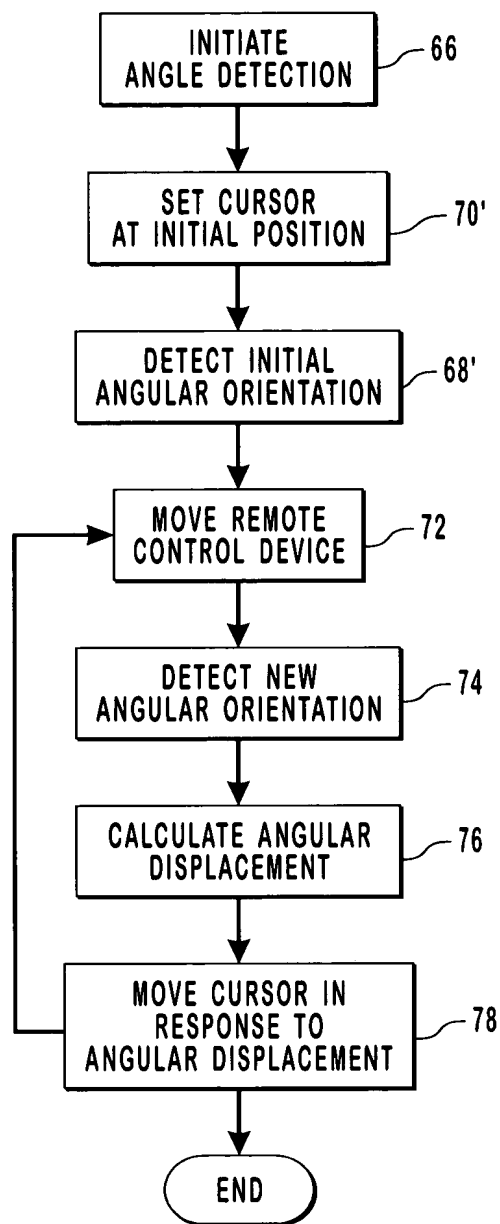 INITIATE
ANGLE DETECTION
66
SET CURSOR
AT INITIAL POSITION
70'
DETECT INITIAL
ANGULAR ORIENTATION
68'
MOVE REMOTE
CONTROL DEVICE
72
DETECT NEW
ANGULAR ORIENTATION
74
CALCULATE ANGULAR
DISPLACEMENT
76
MOVE CURSOR IN
RESPONSE TO
ANGULAR DISPLACEMENT
78
END